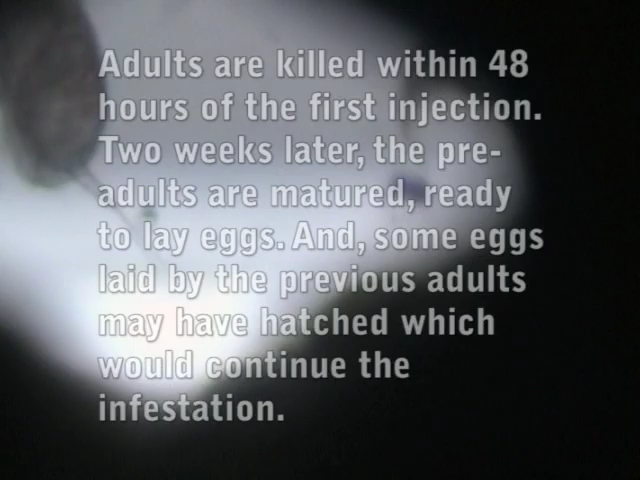 Adults are killed within 48
hours of the first injection.
Two weeks later, the pre-
adults are matured, ready
to lay eggs. And, some eggs
laid by the previous adults
may have hatched which
would continue the
infestation.